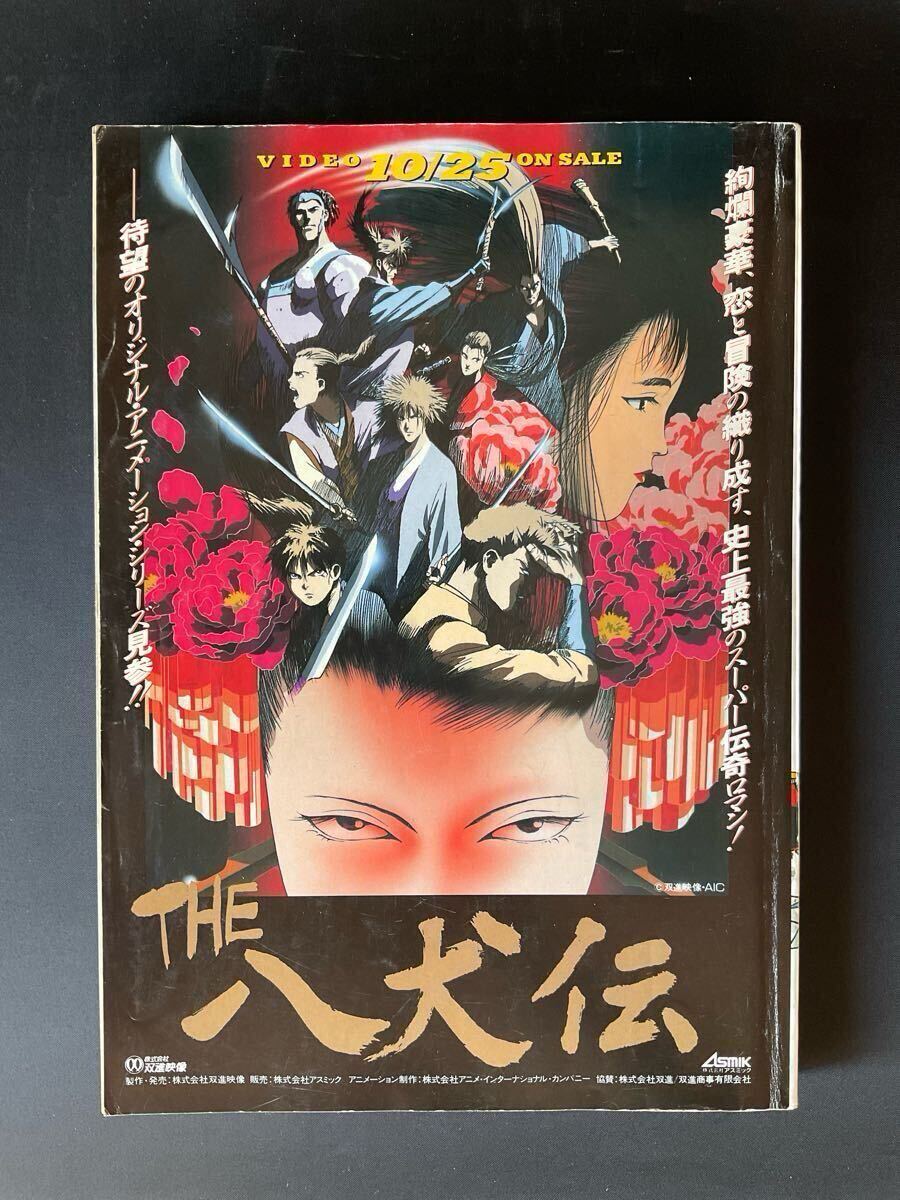 VIDEO 10/25 ON SALE
絢爛豪華、恋と冒険の織り成す、史上最強のスーパー伝奇ロマン!
──待望のオリジナル・アニメーション・シリーズ見参!!
©双進映像・AIC
THE
八犬伝
株式会社
双進映像
ASMIK
株式会社アスミック
製作・発売:株式会社双進映像 販売:株式会社アスミック アニメーション制作:株式会社アニメ・インターナショナル・カンパニー 協賛:株式会社双進/双進商事有限会社